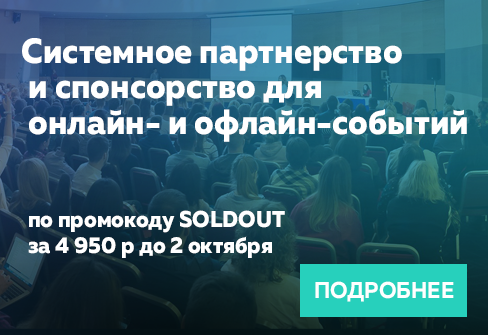 Системное партнерство
и спонсорство для
онлайн- и офлайн-событий
по промокоду SOLDOUT
за 4 950 р до 2 октября
ПОДРОБНЕЕ